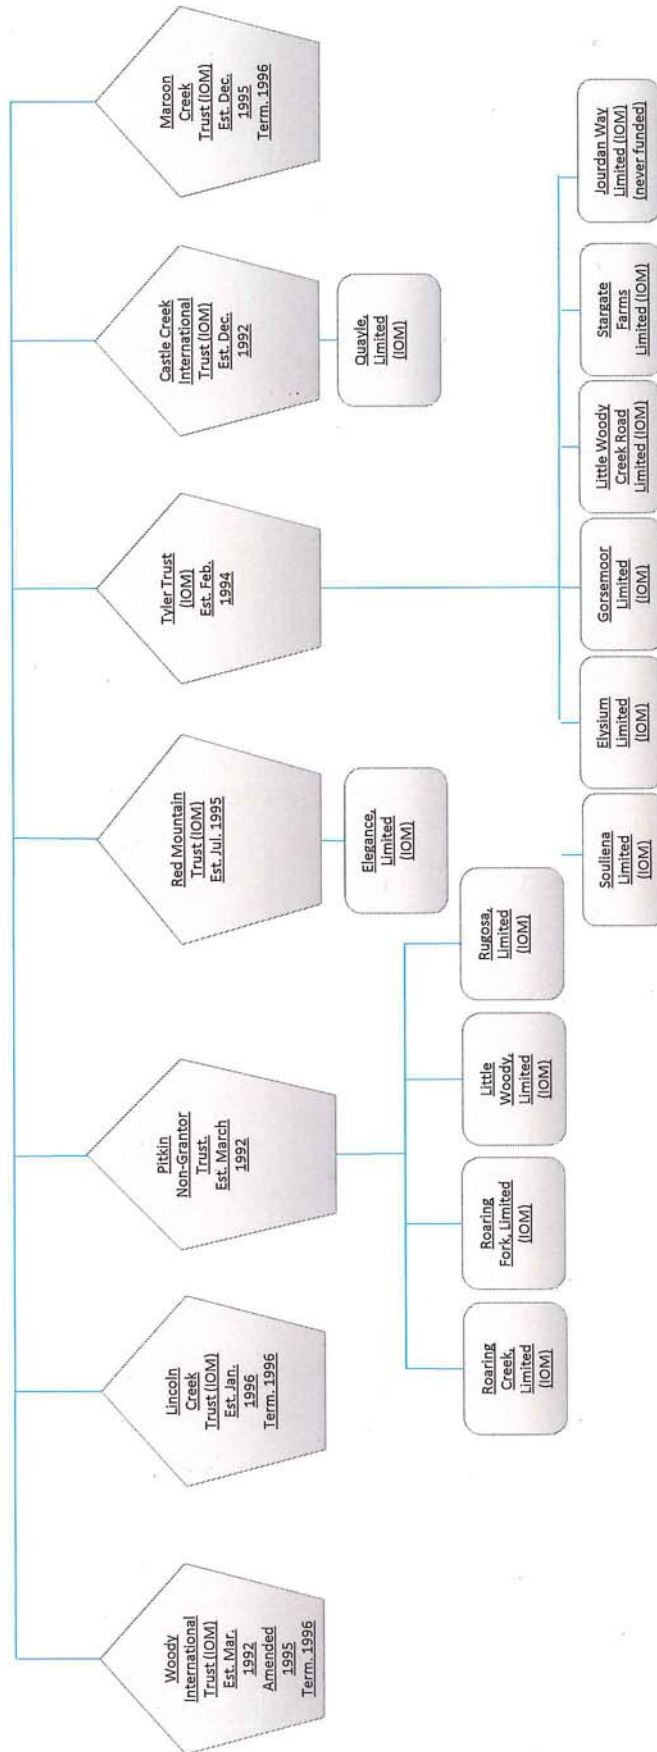 Woody
International
Trust (IOM)
Est. Mar.
1992
Amended
1995
Term. 1996
Lincoln
Creek
Trust (IOM)
Est. Jan.
1996
Term. 1996
Pitkin
Non-Grantor
Trust.
Est. March
1992
Red Mountain
Trust (IOM)
Est. Jul. 1995
Tyler Trust
(IOM)
Est. Feb.
1994
Castle Creek
International
Trust (IOM)
Est. Dec.
1992
Maroon
Creek
Trust (IOM)
Est. Dec.
1995
Term. 1996
Roaring
Creek,
Limited
(IOM)
Roaring
Fork, Limited
(IOM)
Little
Woody,
Limited
(IOM)
Rugosa,
Limited
(IOM)
Elegance,
Limited
(IOM)
Quayle,
Limited
(IOM)
Souliena
Limited
(IOM)
Elysium
Limited
(IOM)
Gorsemoor
Limited
(IOM)
Little Woody
Creek Road
Limited (IOM)
Stargate
Farms
Limited (IOM)
Jourdan Way
Limited (IOM)
(never funded)